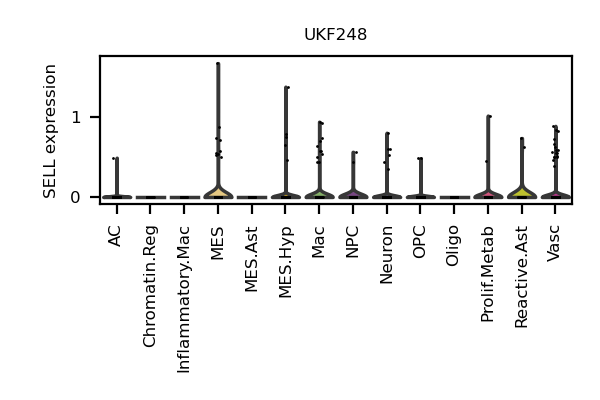 UKF248
SELL expression
1
0
AC
Chromatin.Reg
Inflammatory.Mac
MES
MES.Ast
MES.Hyp
Mac
NPC
Neuron
OPC
Oligo
Prolif.Metab
Reactive.Ast
Vasc